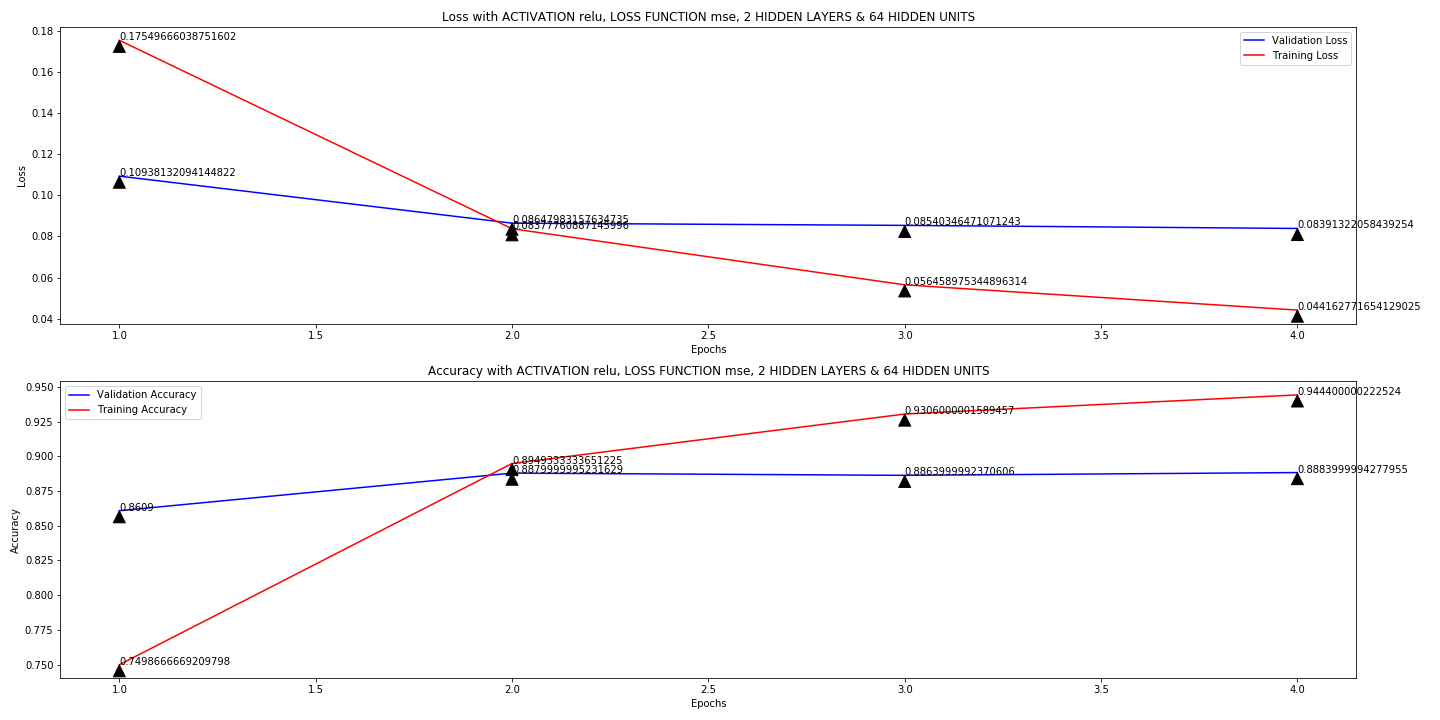 Loss with ACTIVATION relu, LOSS FUNCTION mse, 2 HIDDEN LAYERS & 64 HIDDEN UNITS
0.18
0.16
0.14
0.12
0.10
0.08
0.06
0.04
Loss
0.17549666038751602
0.10938132094144822
0.08647983157634735
0.08377760887145996
0.08540346471071243
0.056458975344896314
0.08391322058439254
0.044162771654129025
Validation Loss
Training Loss
1.0 1.5 2.0 2.5 3.0 3.5 4.0
Epochs
Accuracy with ACTIVATION relu, LOSS FUNCTION mse, 2 HIDDEN LAYERS & 64 HIDDEN UNITS
0.950
0.925
0.900
0.875
0.850
0.825
0.800
0.775
0.750
Accuracy
Validation Accuracy
Training Accuracy
0.8609
0.7498666669209798
0.8949333333651225
0.8879999995231629
0.9306000001589457
0.8863999992370606
0.944400000222524
0.8883999994277955
1.0 1.5 2.0 2.5 3.0 3.5 4.0
Epochs